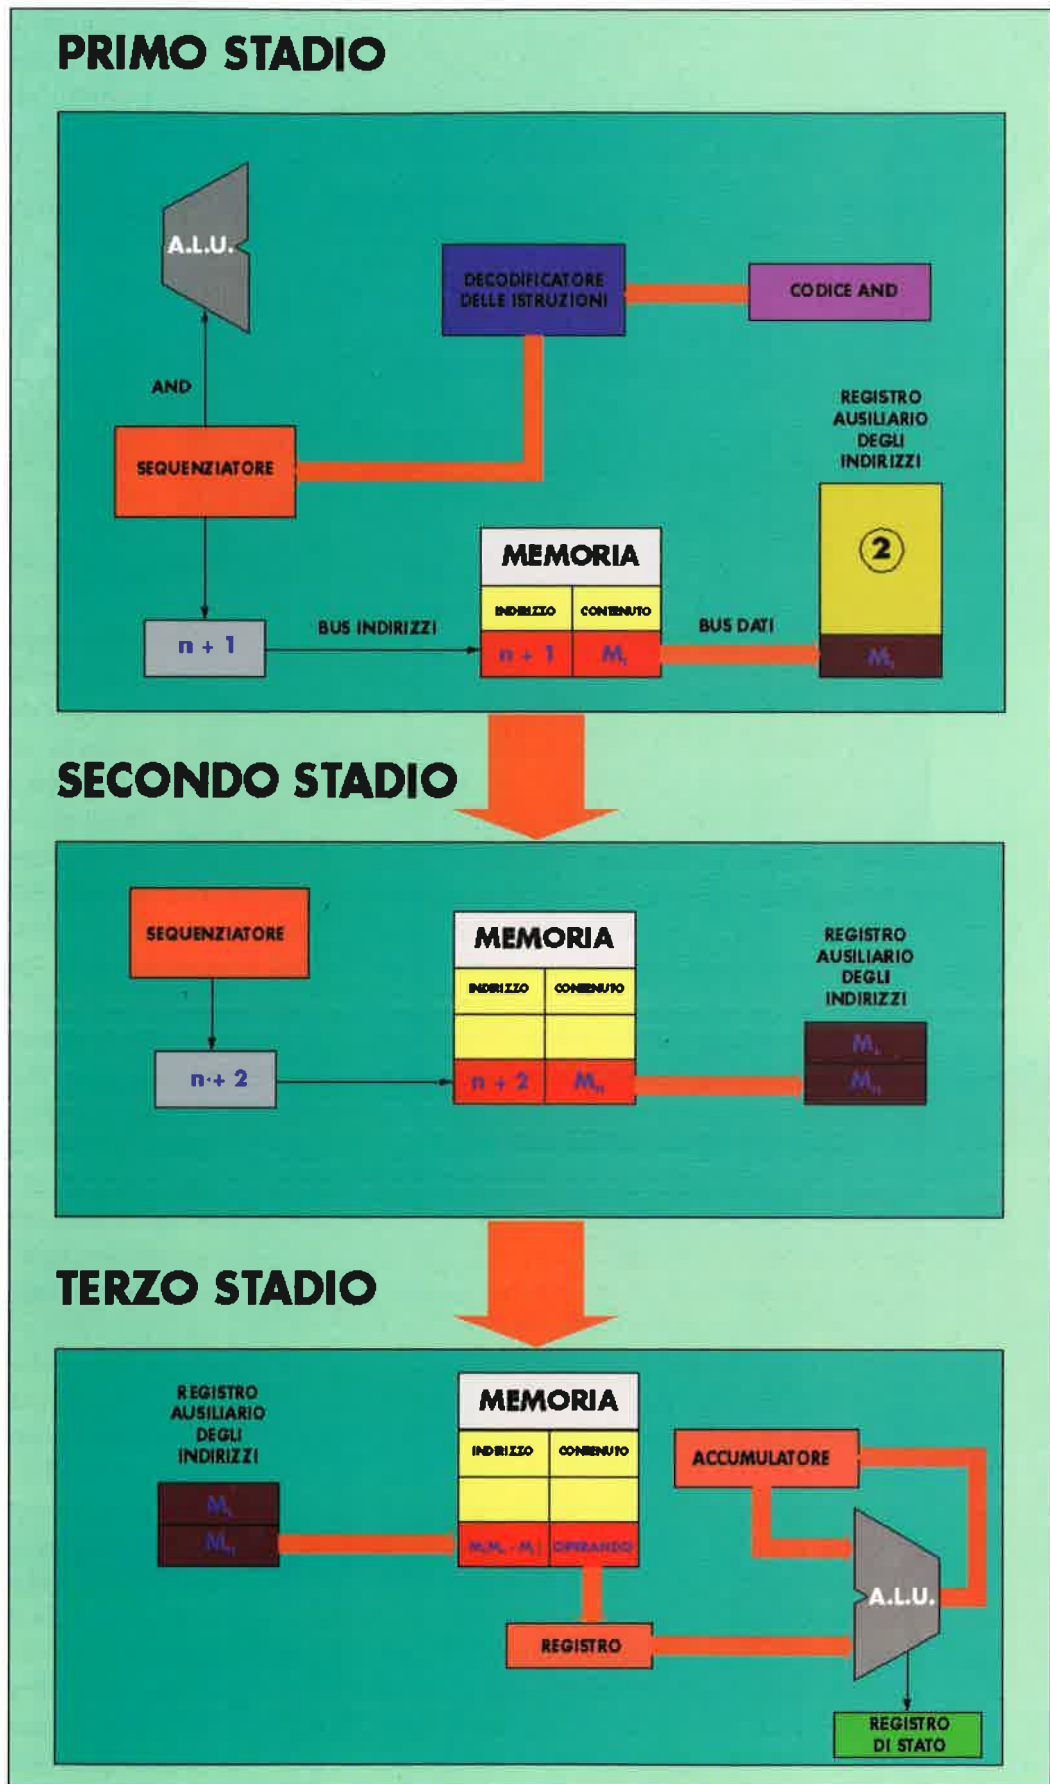 PRIMO STADIO
A.L.U.
DECODIFICATORE
DELLE ISTRUZIONI
CODICE AND
AND
REGISTRO
AUSILIARIO
DEGLI
INDIRIZZI
SEQUENZIATORE
2
MEMORIA
INDIRIZZO CONTENUTO
n + 1
BUS INDIRIZZI
n + 1
BUS DATI
SECONDO STADIO
SEQUENZIATORE
MEMORIA
REGISTRO
AUSILIARIO
DEGLI
INDIRIZZI
INDIRIZZO CONTENUTO
n + 2
n + 2 MH
TERZO STADIO
REGISTRO
AUSILIARIO
DEGLI
INDIRIZZI
MEMORIA
INDIRIZZO CONTENUTO
ACCUMULATORE
OPERANDO
A.L.U.
REGISTRO
REGISTRO
DI STATO